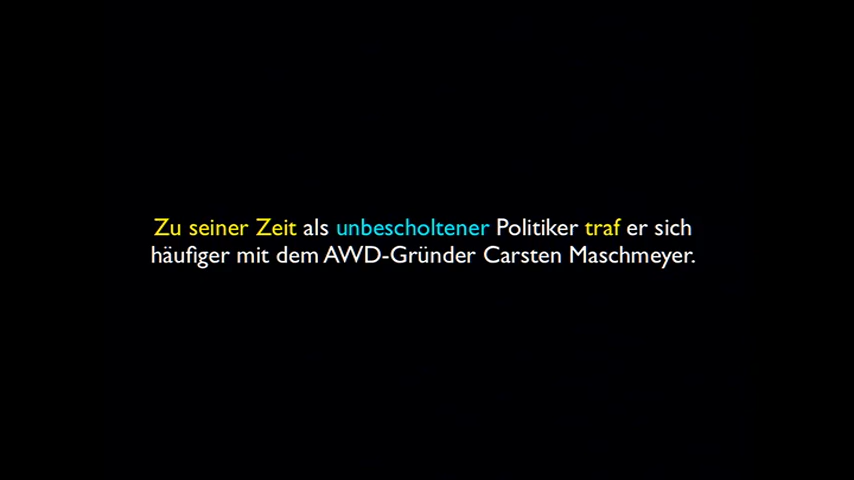 Zu seiner Zeit als unbescholtener Politiker traf er sich
häufiger mit dem AWD-Gründer Carsten Maschmeyer.